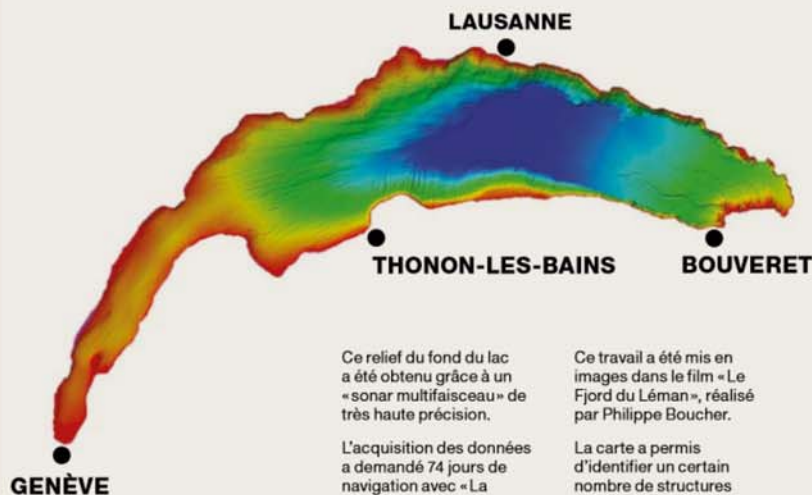 LAUSANNE
THONON-LES-BAINS
BOUVERET
GENÈVE
Ce relief du fond du lac
a été obtenu grâce à un
«sonar multifaisceau» de
très haute précision.
L'acquisition des données
a demandé 74 jours de
navigation avec «La
Ce travail a été mis en
images dans le film «Le
Fjord du Léman», réalisé
par Philippe Boucher.
La carte a permis
d'identifier un certain
nombre de structures